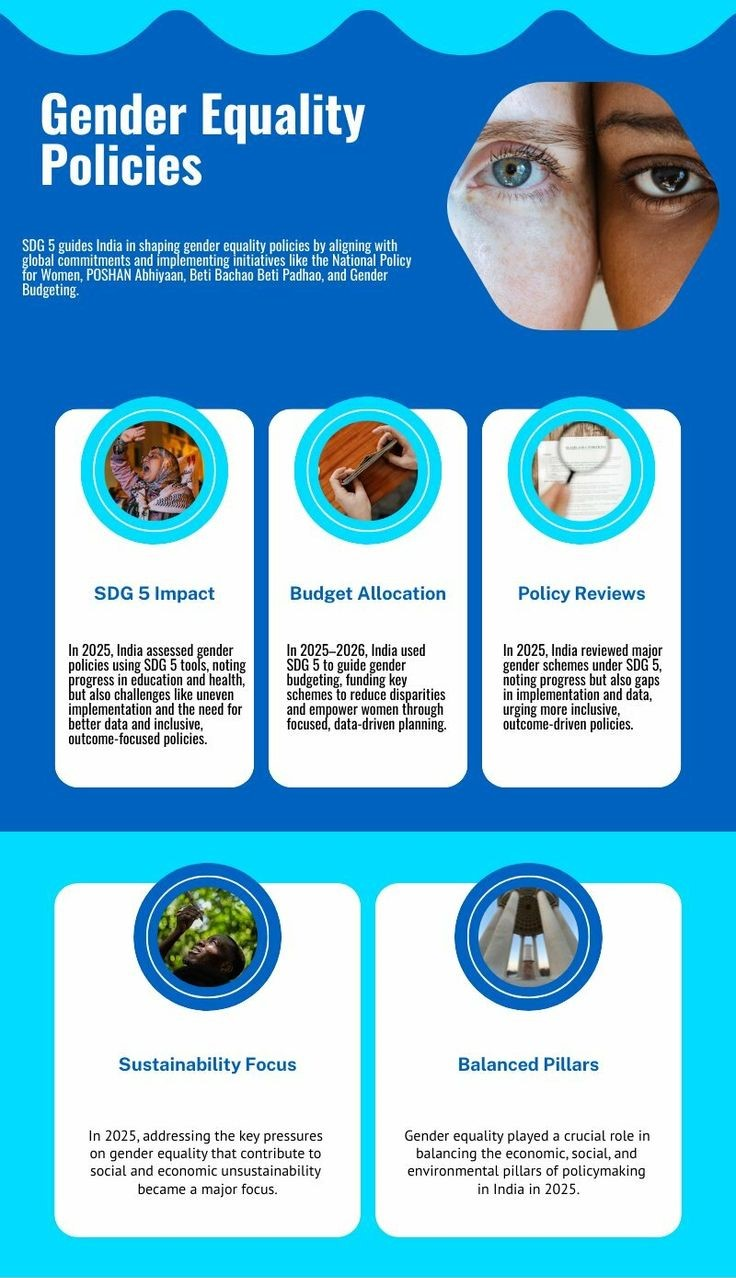 Gender Equality
Policies
SDG 5 guides India in shaping gender equality policies by aligning with
global commitments and implementing initiatives like the National Policy
for Women, POSHAN Abhiyaan, Beti Bachao Beti Padhao, and Gender
Budgeting.
SDG 5 Impact
In 2025, India assessed gender
policies using SDG 5 tools, noting
progress in education and health,
but also challenges like uneven
implementation and the need for
better data and inclusive,
outcome-focused policies.
Budget Allocation
In 2025–2026, India used
SDG 5 to guide gender
budgeting, funding key
schemes to reduce disparities
and empower women through
focused, data-driven planning.
Policy Reviews
In 2025, India reviewed major
gender schemes under SDG 5,
noting progress but also gaps
in implementation and data,
urging more inclusive,
outcome-driven policies.
Sustainability Focus
In 2025, addressing the key pressures
on gender equality that contribute to
social and economic unsustainability
became a major focus.
Balanced Pillars
Gender equality played a crucial role in
balancing the economic, social, and
environmental pillars of policymaking
in India in 2025.